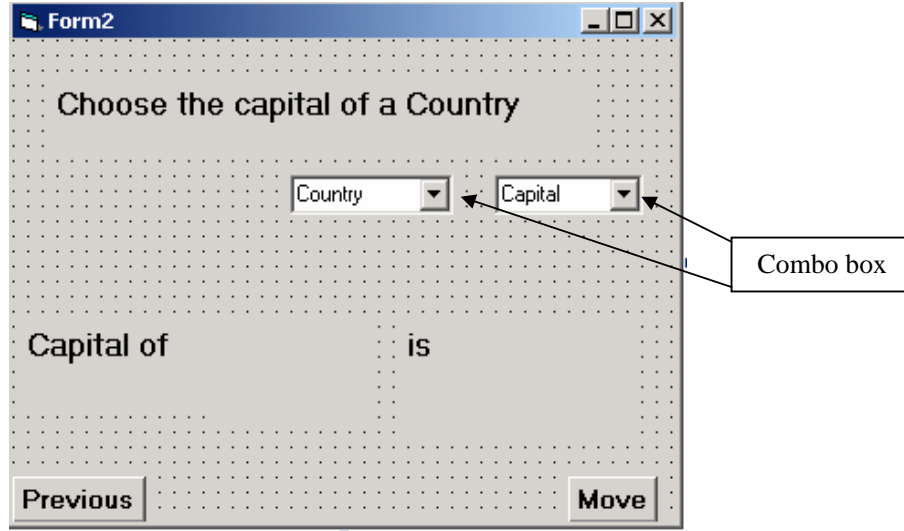 Form2
Choose the capital of a Country
Country Capital
Combo box
Capital of is
Previous Move